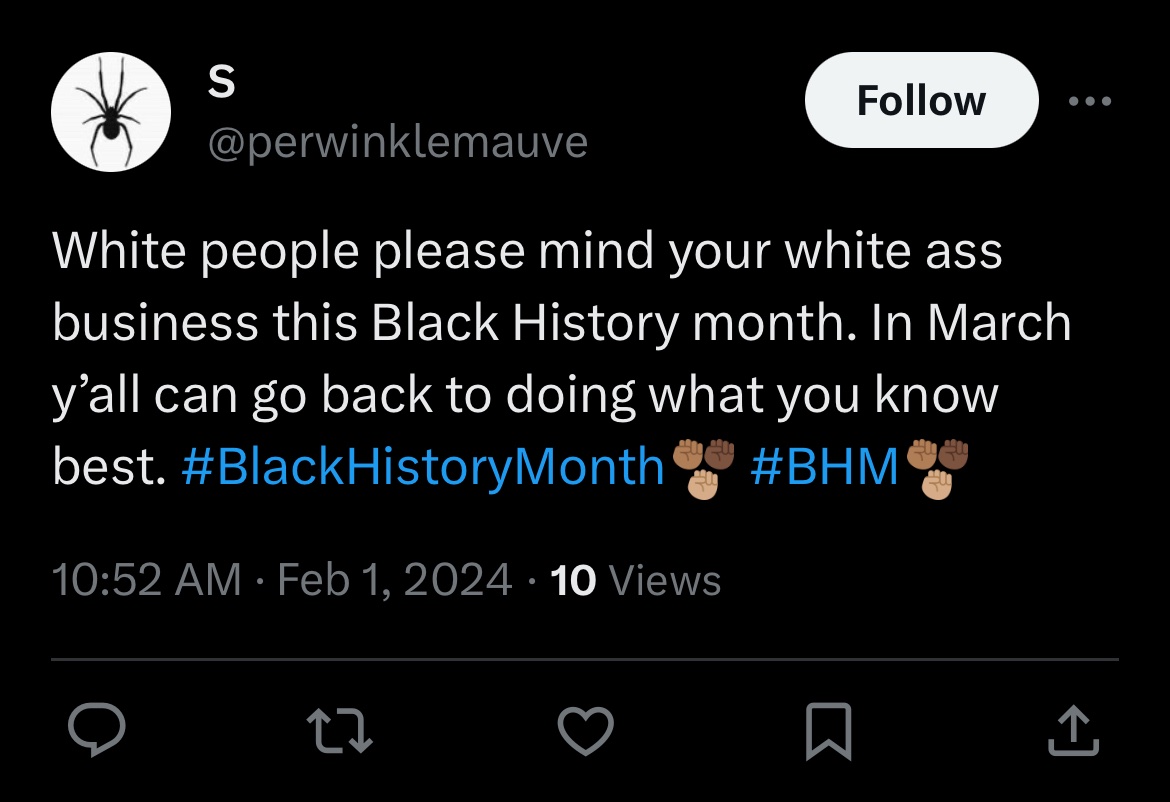 S
@perwinklemauve
Follow
White people please mind your white ass
business this Black History month. In March
y’all can go back to doing what you know
best. #BlackHistoryMonth #BHM
10:52 AM · Feb 1, 2024 · 10 Views